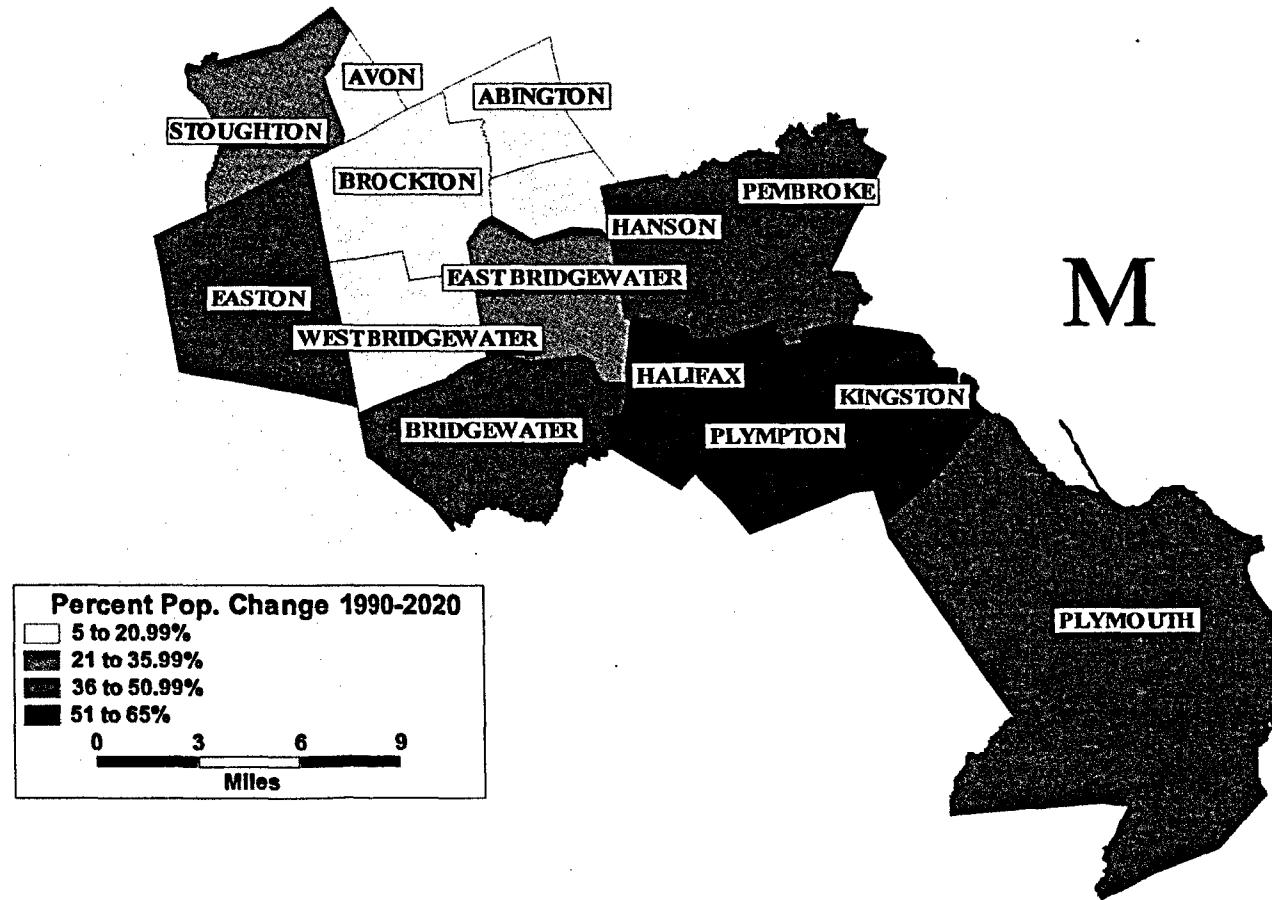 AVON
ABINGTON
STOUGHTON
BROCKTON
PEMBROKE
HANSON
EAST BRIDGEWATER
M
EASTON
WEST BRIDGEWATER
HALIFAX
KINGSTON
BRIDGEWATER
PLYMPTON
PLYMOUTH
Percent Pop. Change 1990-2020
5 to 20.99%
21 to 35.99%
36 to 50.99%
51 to 65%
0 3 6 9
Miles